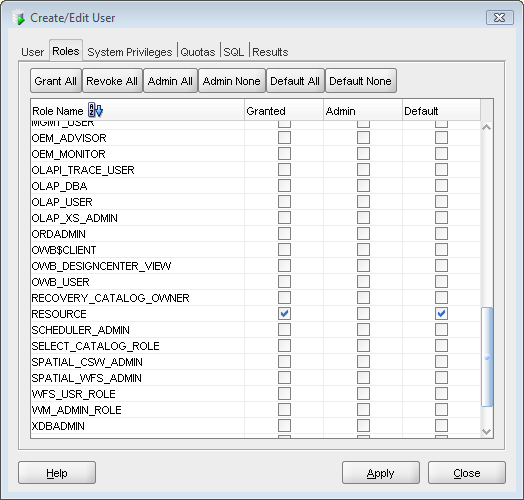 Create/Edit User
User Roles System Privileges Quotas SQL Results
Grant All Revoke All Admin All Admin None Default All Default None
Role Name Granted Admin Default
MGMT_USER
OEM_ADVISOR
OEM_MONITOR
OLAPI_TRACE_USER
OLAP_DBA
OLAP_USER
OLAP_XS_ADMIN
ORDADMIN
OWB$CLIENT
OWB_DESIGNCENTER_VIEW
OWB_USER
RECOVERY_CATALOG_OWNER
RESOURCE
SCHEDULER_ADMIN
SELECT_CATALOG_ROLE
SPATIAL_CSW_ADMIN
SPATIAL_WFS_ADMIN
WFS_USR_ROLE
WM_ADMIN_ROLE
XDBADMIN
Help Apply Close